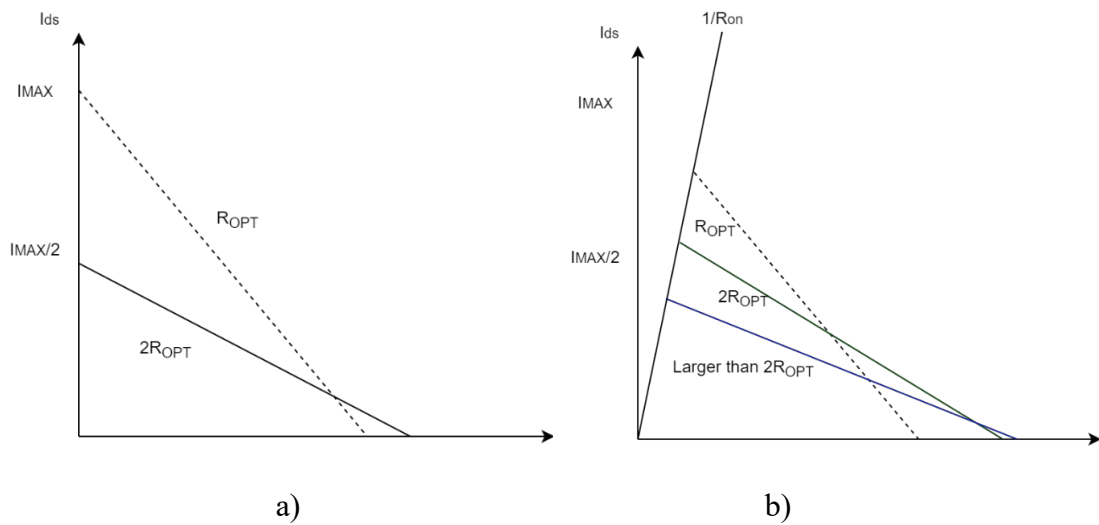 Ids
IMAX
ROPT
IMAX/2
2ROPT
a)
1/Ron
Ids
IMAX
ROPT
IMAX/2
2ROPT
Larger than 2ROPT
b)